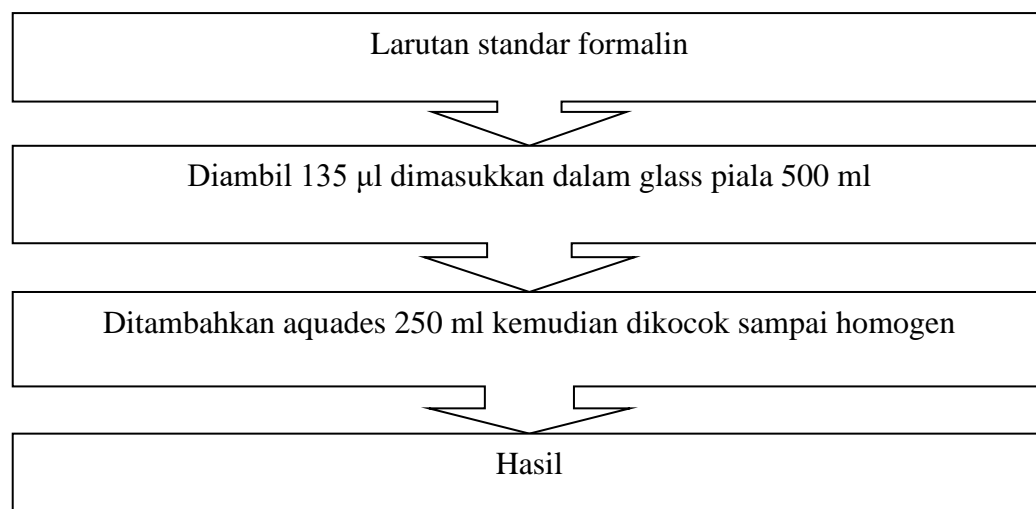 Larutan standar formalin
Diambil 135 µl dimasukkan dalam glass piala 500 ml
Ditambahkan aquades 250 ml kemudian dikocok sampai homogen
Hasil